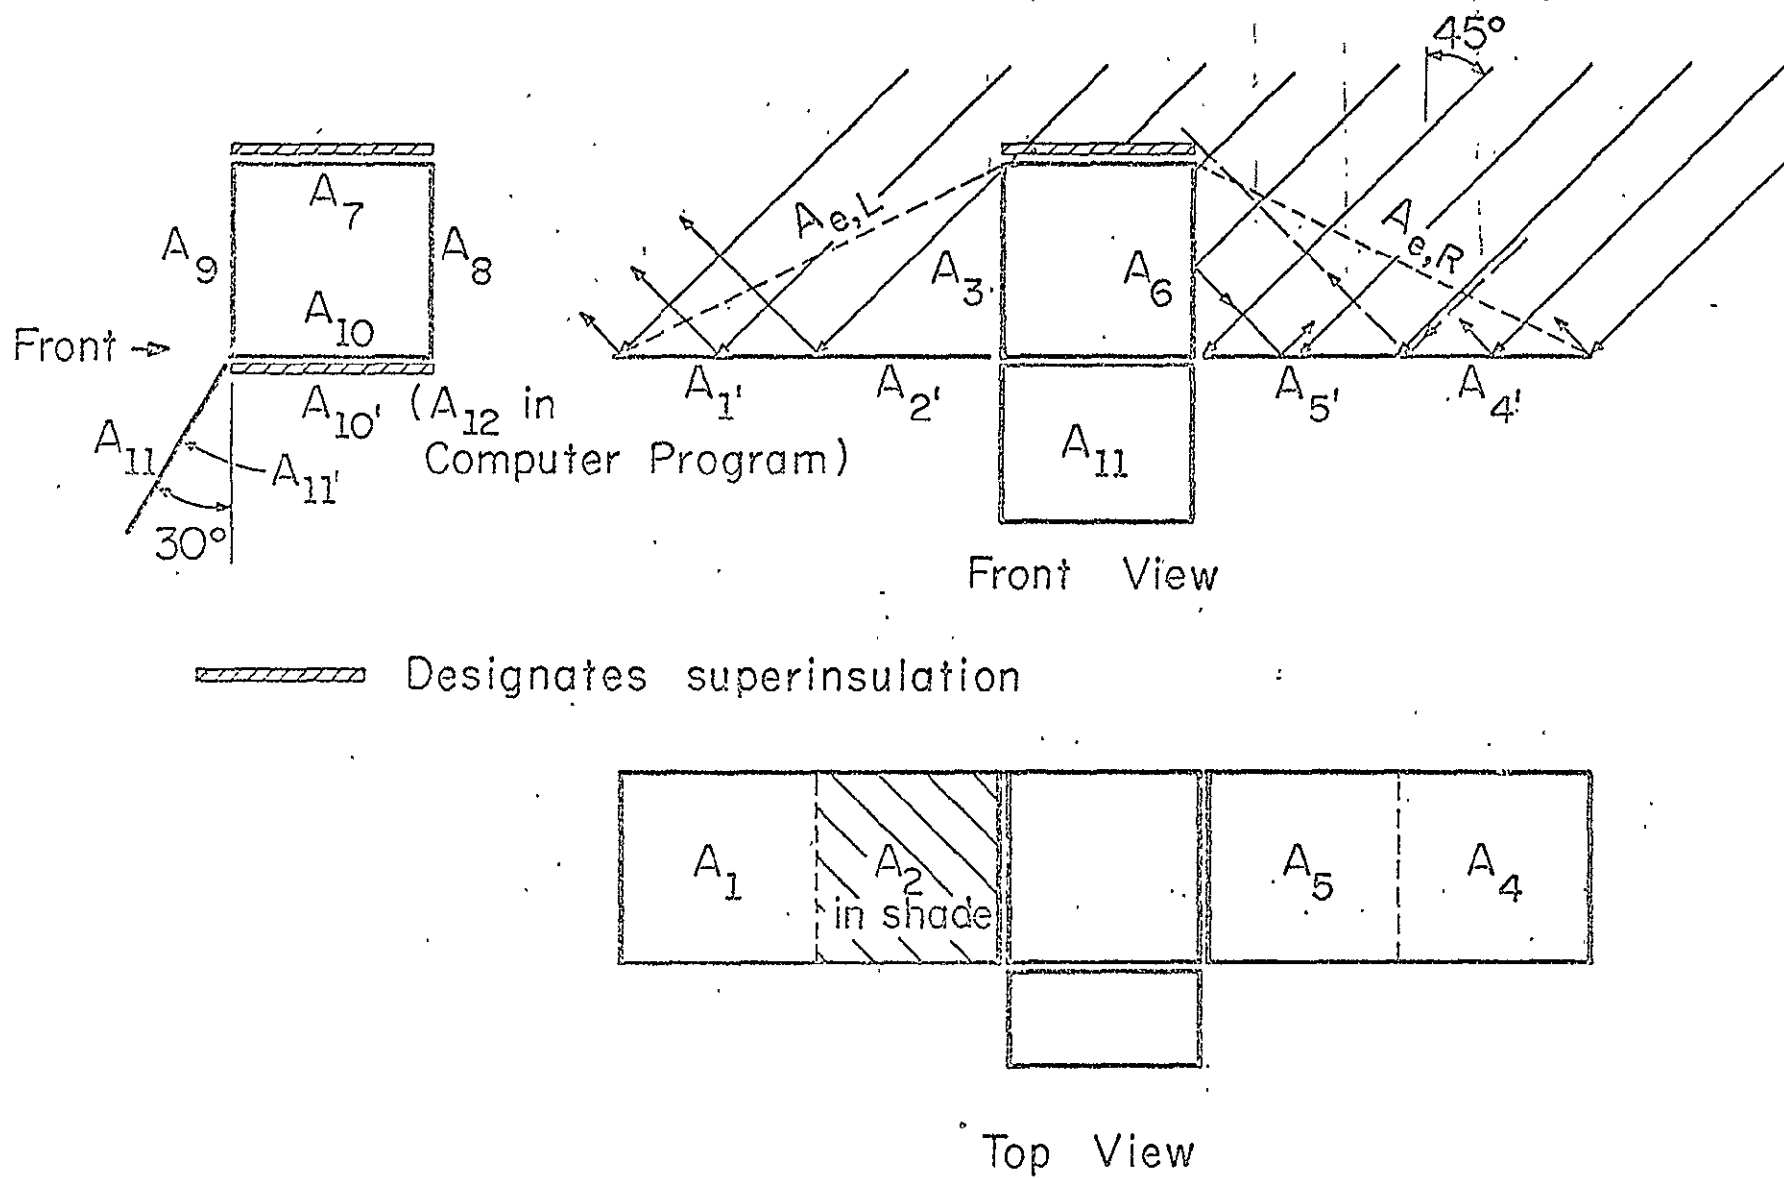 45°
A7
A9
A8
A10
Front
A10' (A12 in
Computer Program)
A11
A11'
30°
Ae,L
Ae,R
A3
A6
A1'
A2'
A5'
A4'
A11
Front View
Designates superinsulation
A1
A2
in shade
A5
A4
Top View